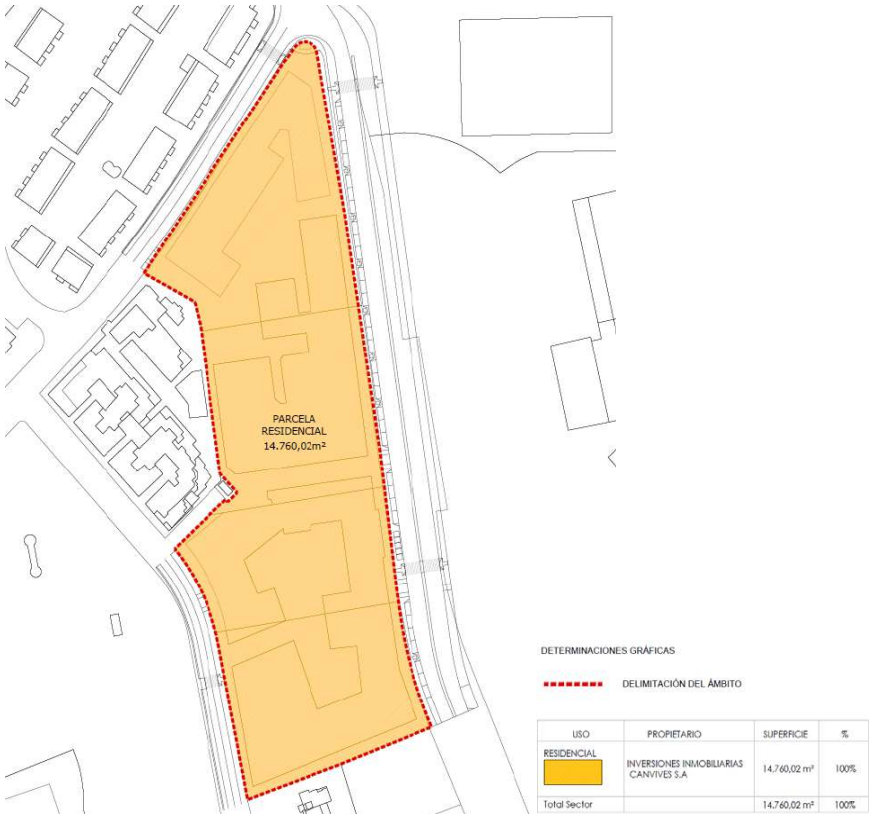 PARCELA
RESIDENCIAL
14.760,02m²
DETERMINACIONES GRÁFICAS
DELIMITACIÓN DEL ÁMBITO
USO PROPIETARIO SUPERFICIE %
RESIDENCIAL
INVERSIONES INMOBILIARIAS
CANVIVES S.A
14.760,02 m² 100%
Total Sector 14.760,02 m² 100%